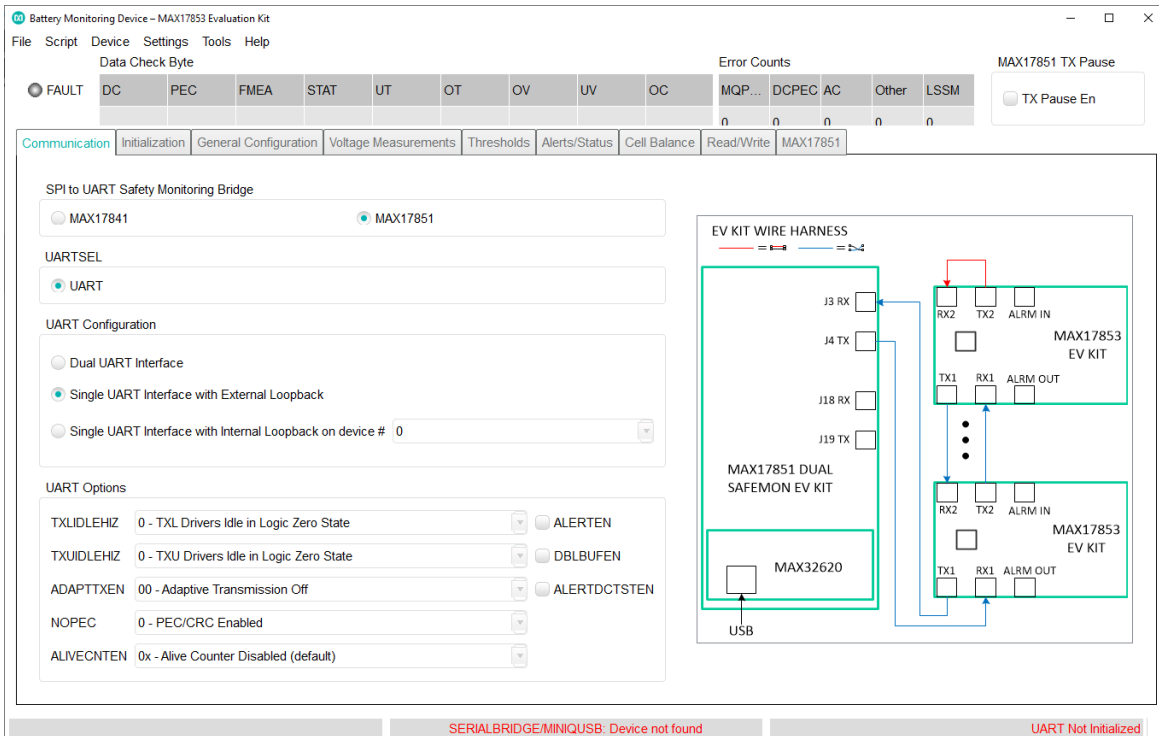 Battery Monitoring Device – MAX17853 Evaluation Kit
File Script Device Settings Tools Help
Data Check Byte
Error Counts
MAX17851 TX Pause
FAULT
DC PEC FMEA STAT UT OT OV UV OC
MQP... DCPEC AC Other LSSM
0 0 0 0 0
TX Pause En
Communication Initialization General Configuration Voltage Measurements Thresholds Alerts/Status Cell Balance Read/Write MAX17851
SPI to UART Safety Monitoring Bridge
MAX17841 MAX17851
UARTSEL
UART
UART Configuration
Dual UART Interface
Single UART Interface with External Loopback
Single UART Interface with Internal Loopback on device # 0
UART Options
TXLIDLEHIZ 0 - TXL Drivers Idle in Logic Zero State ALERTEN
TXUIDLEHIZ 0 - TXU Drivers Idle in Logic Zero State DBLBUFEN
ADAPTTXEN 00 - Adaptive Transmission Off ALERTDCTSTEN
NOPEC 0 - PEC/CRC Enabled
ALIVECNTEN 0x - Alive Counter Disabled (default)
EV KIT WIRE HARNESS
= =
J3 RX
J4 TX
J18 RX
J19 TX
MAX17851 DUAL
SAFEMON EV KIT
MAX32620
USB
RX2 TX2 ALRM IN
MAX17853
EV KIT
TX1 RX1 ALRM OUT
RX2 TX2 ALRM IN
MAX17853
EV KIT
TX1 RX1 ALRM OUT
SERIALBRIDGE/MINIQUSB: Device not found
UART Not Initialized